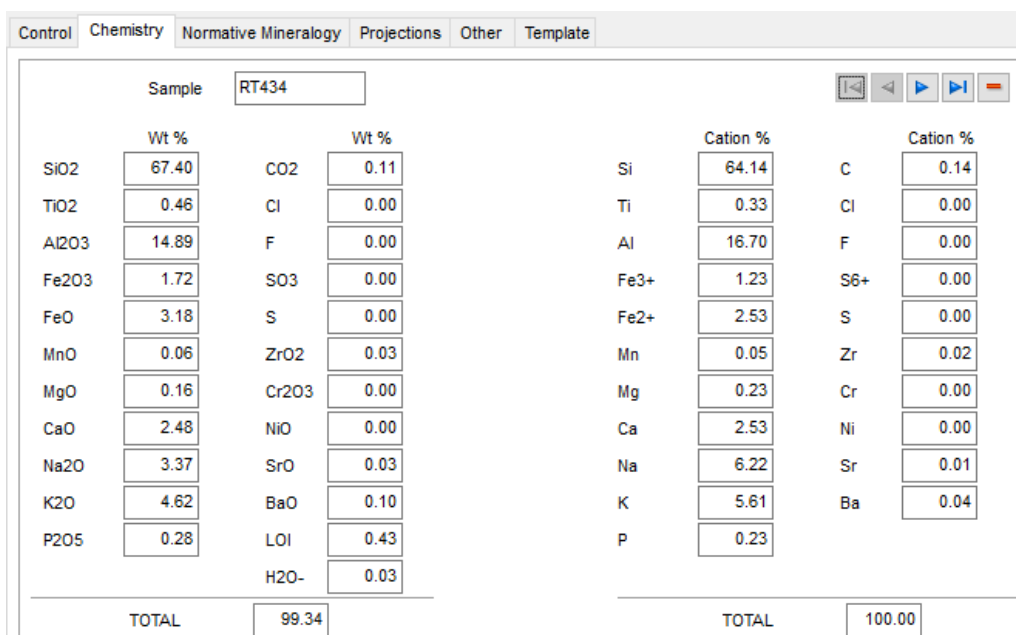 Control Chemistry Normative Mineralogy Projections Other Template
Sample RT434
Wt % Wt % Cation % Cation %
SiO2 67.40 CO2 0.11 Si 64.14 C 0.14
TiO2 0.46 Cl 0.00 Ti 0.33 Cl 0.00
Al2O3 14.89 F 0.00 Al 16.70 F 0.00
Fe2O3 1.72 SO3 0.00 Fe3+ 1.23 S6+ 0.00
FeO 3.18 S 0.00 Fe2+ 2.53 S 0.00
MnO 0.06 ZrO2 0.03 Mn 0.05 Zr 0.02
MgO 0.16 Cr2O3 0.00 Mg 0.23 Cr 0.00
CaO 2.48 NiO 0.00 Ca 2.53 Ni 0.00
Na2O 3.37 SrO 0.03 Na 6.22 Sr 0.01
K2O 4.62 BaO 0.10 K 5.61 Ba 0.04
P2O5 0.28 LOI 0.43 P 0.23
H2O- 0.03
TOTAL 99.34 TOTAL 100.00